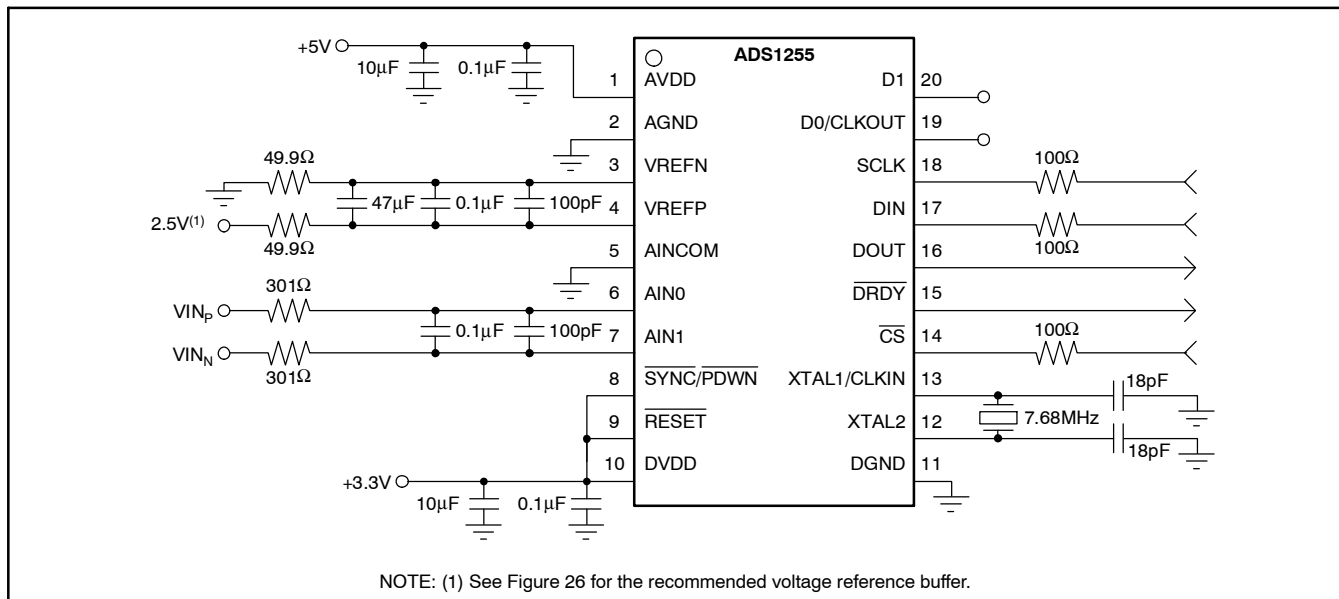 ADS1255
+5V
10µF
0.1µF
1 AVDD
D1 20
2 AGND
D0/CLKOUT 19
49.9Ω
3 VREFN
SCLK 18
100Ω
47µF
0.1µF
100pF
4 VREFP
DIN 17
2.5V(1)
49.9Ω
100Ω
5 AINCOM
DOUT 16
301Ω
6 AIN0
DRDY 15
VINP
0.1µF
100pF
7 AIN1
CS 14
100Ω
VINN
301Ω
8 SYNC/PDWN
XTAL1/CLKIN 13
18pF
9 RESET
XTAL2 12
7.68MHz
18pF
10 DVDD
DGND 11
+3.3V
10µF
0.1µF
NOTE: (1) See Figure 26 for the recommended voltage reference buffer.